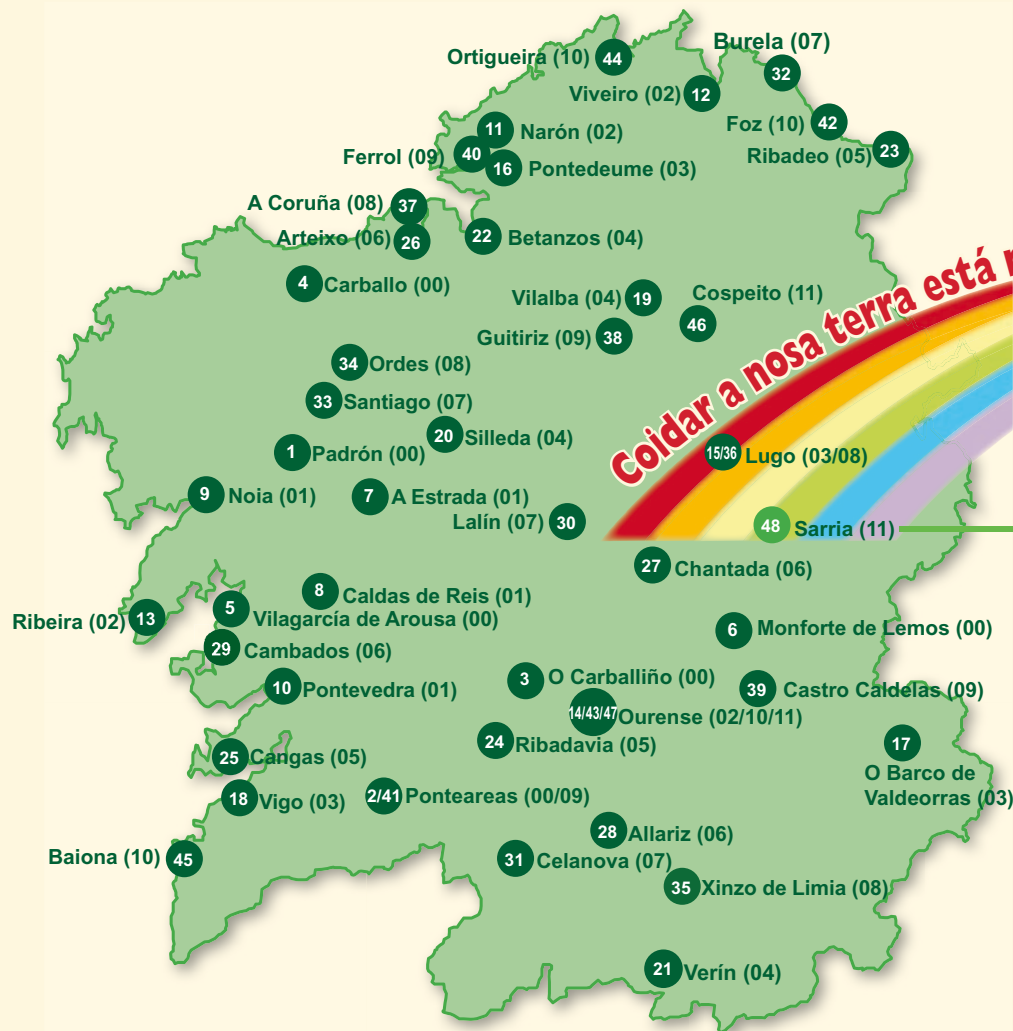 Ortigueira (10) 44
Burela (07)
32
Viveiro (02) 12
Foz (10) 42
11 Narón (02)
Ribadeo (05) 23
Ferrol (09) 40
16 Pontedeume (03)
A Coruña (08) 37
Arteixo (06) 26
22 Betanzos (04)
4 Carballo (00)
Vilalba (04) 19
Cospeito (11)
46
Guitiriz (09) 38
Coidar a nosa terra está
34 Ordes (08)
33 Santiago (07)
20 Silleda (04)
1 Padrón (00)
15/36 Lugo (03/08)
9 Noia (01)
7 A Estrada (01)
Lalín (07) 30
48 Sarria (11)
27 Chantada (06)
8 Caldas de Reis (01)
Ribeira (02) 13
5 Vilagarcía de Arousa (00)
6 Monforte de Lemos (00)
29 Cambados (06)
10 Pontevedra (01)
3 O Carballiño (00)
39 Castro Caldelas (09)
14/43/47 Ourense (02/10/11)
24 Ribadavia (05)
17
O Barco de
Valdeorras (03)
25 Cangas (05)
18 Vigo (03)
2/41 Ponteareas (00/09)
28 Allariz (06)
Baiona (10) 45
31 Celanova (07)
35 Xinzo de Limia (08)
21 Verín (04)